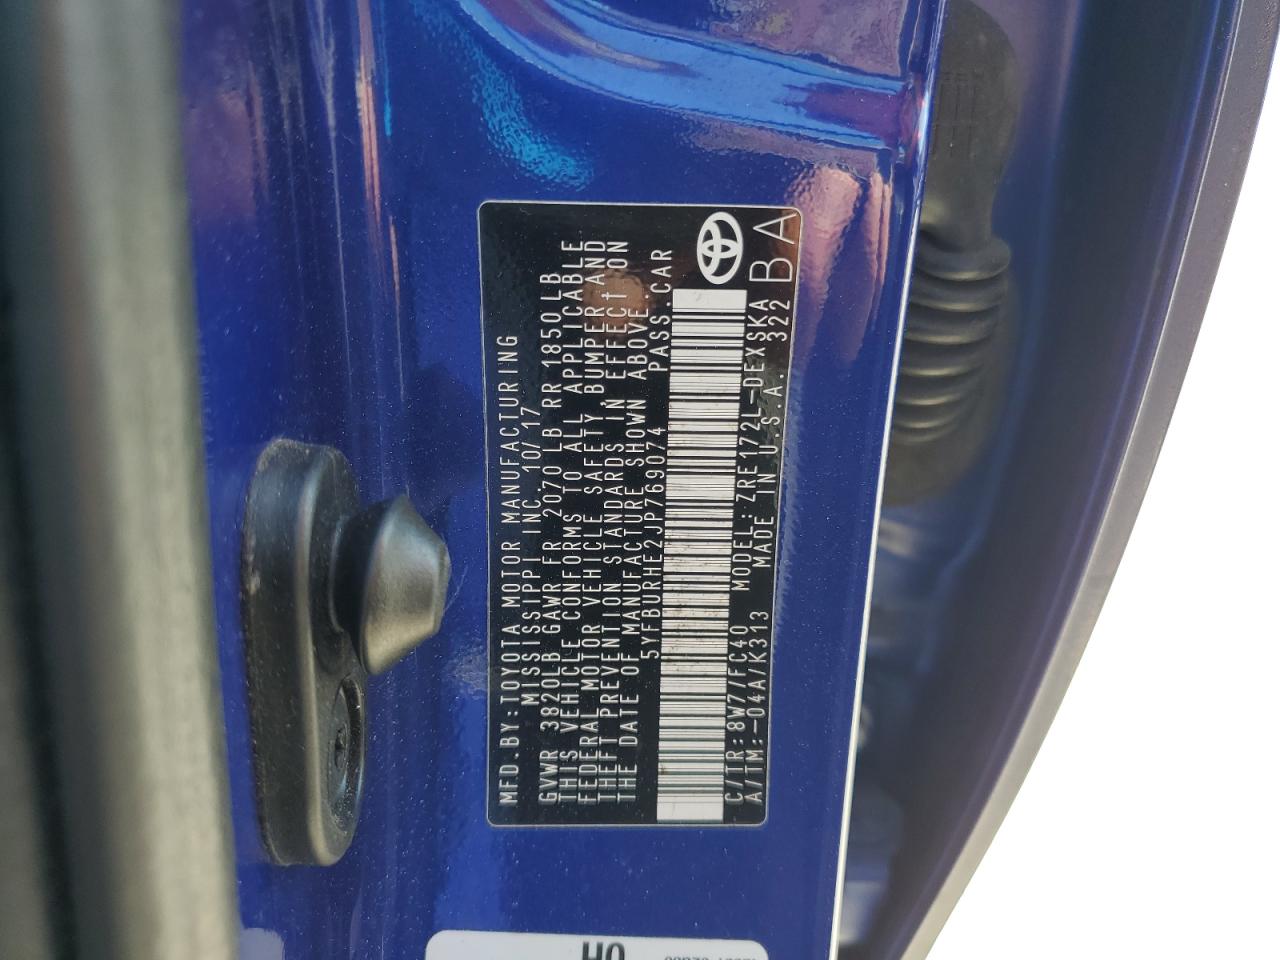 MFD.BY:TOYOTA MOTOR MANUFACTURING
MISSISSIPPI INC. 10/17
GVWR 3820LB GAWR FR 2070 LB RR 1850LB
THIS VEHICLE CONFORMS TO ALL APPLICABLE
FEDERAL MOTOR VEHICLE SAFETY, BUMPER AND
THEFT PREVENTION STANDARDS IN EFFECT ON
THE DATE OF MANUFACTURE SHOWN ABOVE.
5YFBURHE2JP769074 PASS.CAR
C/TR:8W7/FC40 MODEL:ZRE172L-DEXSKA
A/TM:-04A/K313 MADE IN U.S.A. 322
BA
HO